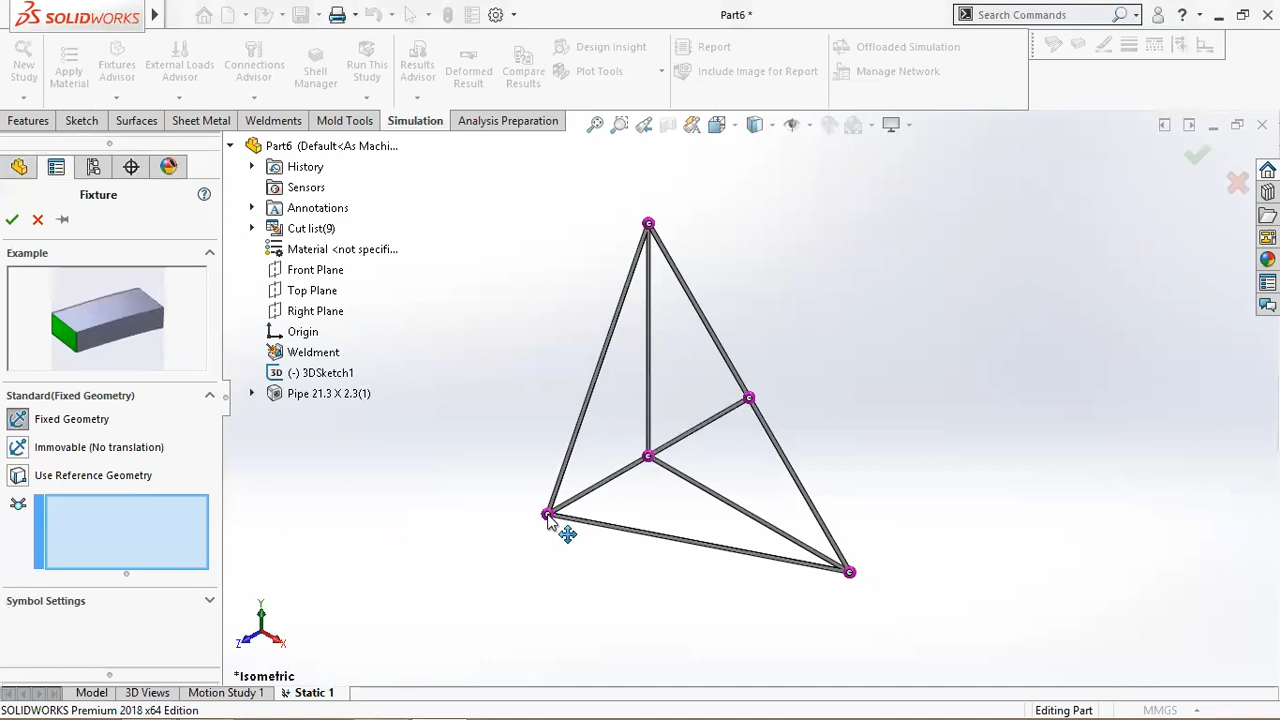 SOLIDWORKS
Part6 *
Search Commands
New Study
Apply Material
Fixtures Advisor
External Loads Advisor
Connections Advisor
Shell Manager
Run This Study
Results Advisor
Deformed Result
Compare Results
Design Insight
Plot Tools
Report
Include Image for Report
Offloaded Simulation
Manage Network
Features
Sketch
Surfaces
Sheet Metal
Weldments
Mold Tools
Simulation
Analysis Preparation
Fixture
Example
Standard(Fixed Geometry)
Fixed Geometry
Immovable (No translation)
Use Reference Geometry
Symbol Settings
Part6 (Default<As Machi...
History
Sensors
Annotations
Cut list(9)
Material <not specifi...
Front Plane
Top Plane
Right Plane
Origin
Weldment
3D (-) 3DSketch1
Pipe 21.3 X 2.3(1)
Y
Z
X
*Isometric
Model
3D Views
Motion Study 1
Static 1
SOLIDWORKS Premium 2018 x64 Edition
Editing Part
MMGS